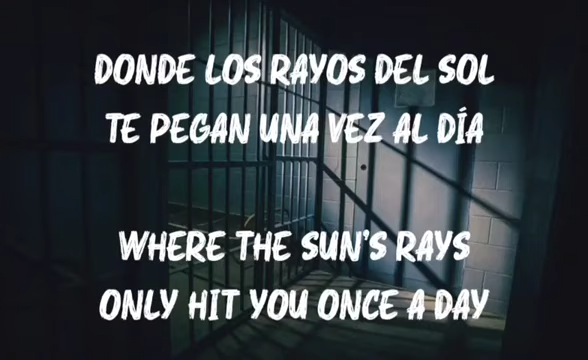 DONDE LOS RAYOS DEL SOL
TE PEGAN UNA VEZ AL DÍA
WHERE THE SUN'S RAYS
ONLY HIT YOU ONCE A DAY